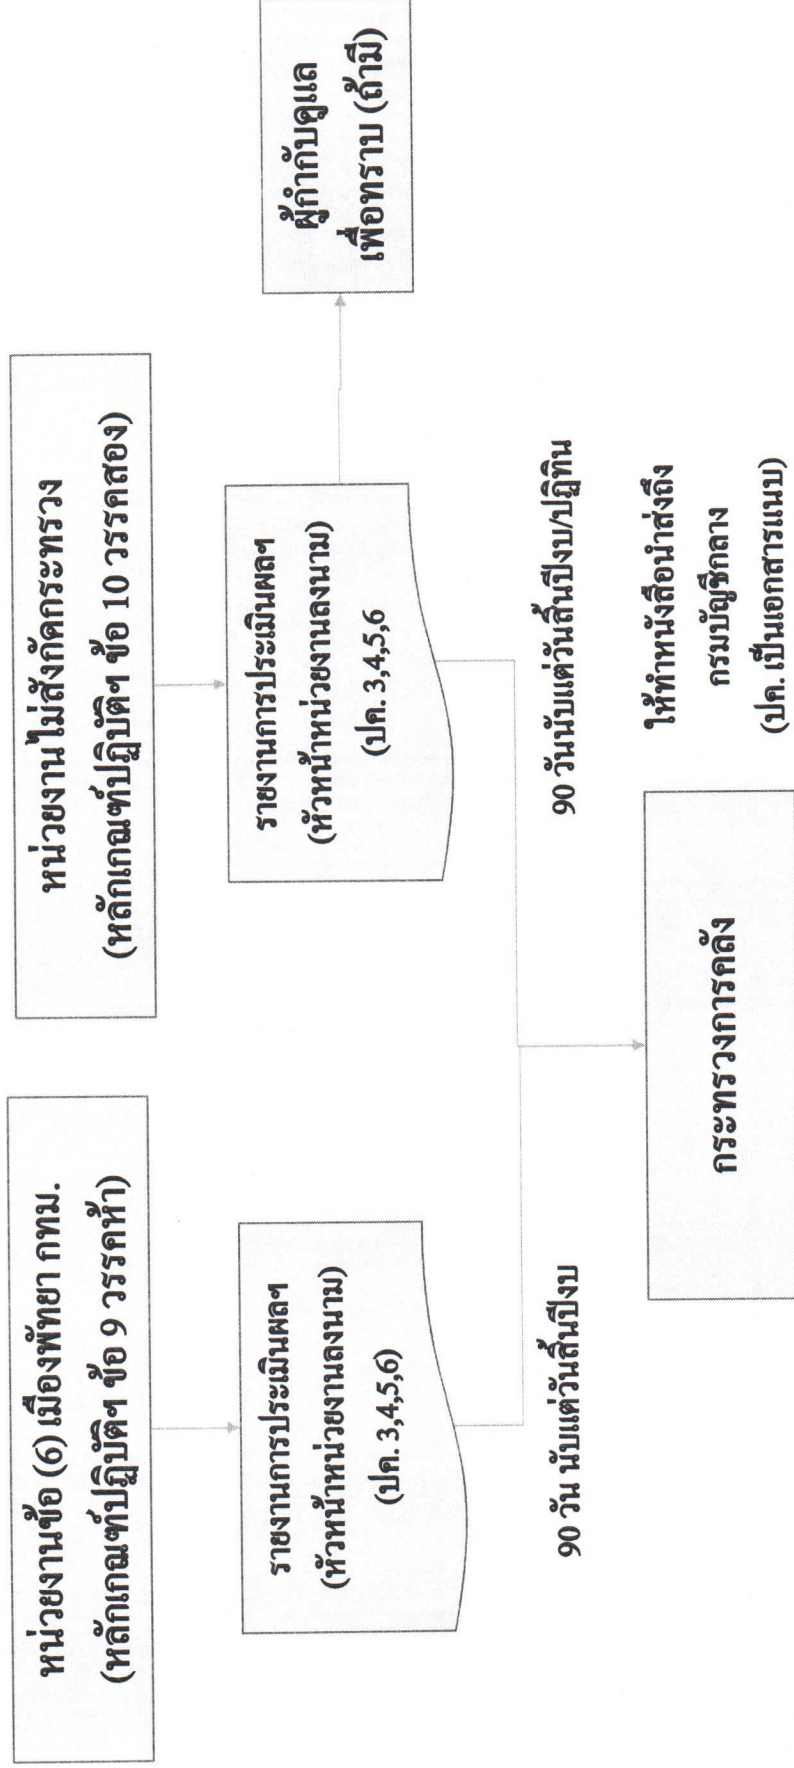 หน่วยงานข้อ (6) เมืองพัทยา กทม.
(หลักเกณฑ์ปฏิบัติฯ ข้อ 9 วรรคห้า)
รายงานการประเมินผลฯ
(หัวหน้าหน่วยงานลงนาม)
(ปค. 3,4,5,6)
90 วัน นับแต่วันสิ้นปีงบ
หน่วยงานไม่สังกัดกระทรวง
(หลักเกณฑ์ปฏิบัติฯ ข้อ 10 วรรคสอง)
รายงานการประเมินผลฯ
(หัวหน้าหน่วยงานลงนาม)
(ปค. 3,4,5,6
90 วันนับแต่วันสิ้นปีงบ/ปฏิทิน
ผู้กำกับดูแล
เพื่อทราบ (ถ้ามี)
กระทรวงการคลัง
ให้ทำหนังสือนำส่งถึง
กรมบัญชีกลาง
(ปค. เป็นเอกสารแนบ)